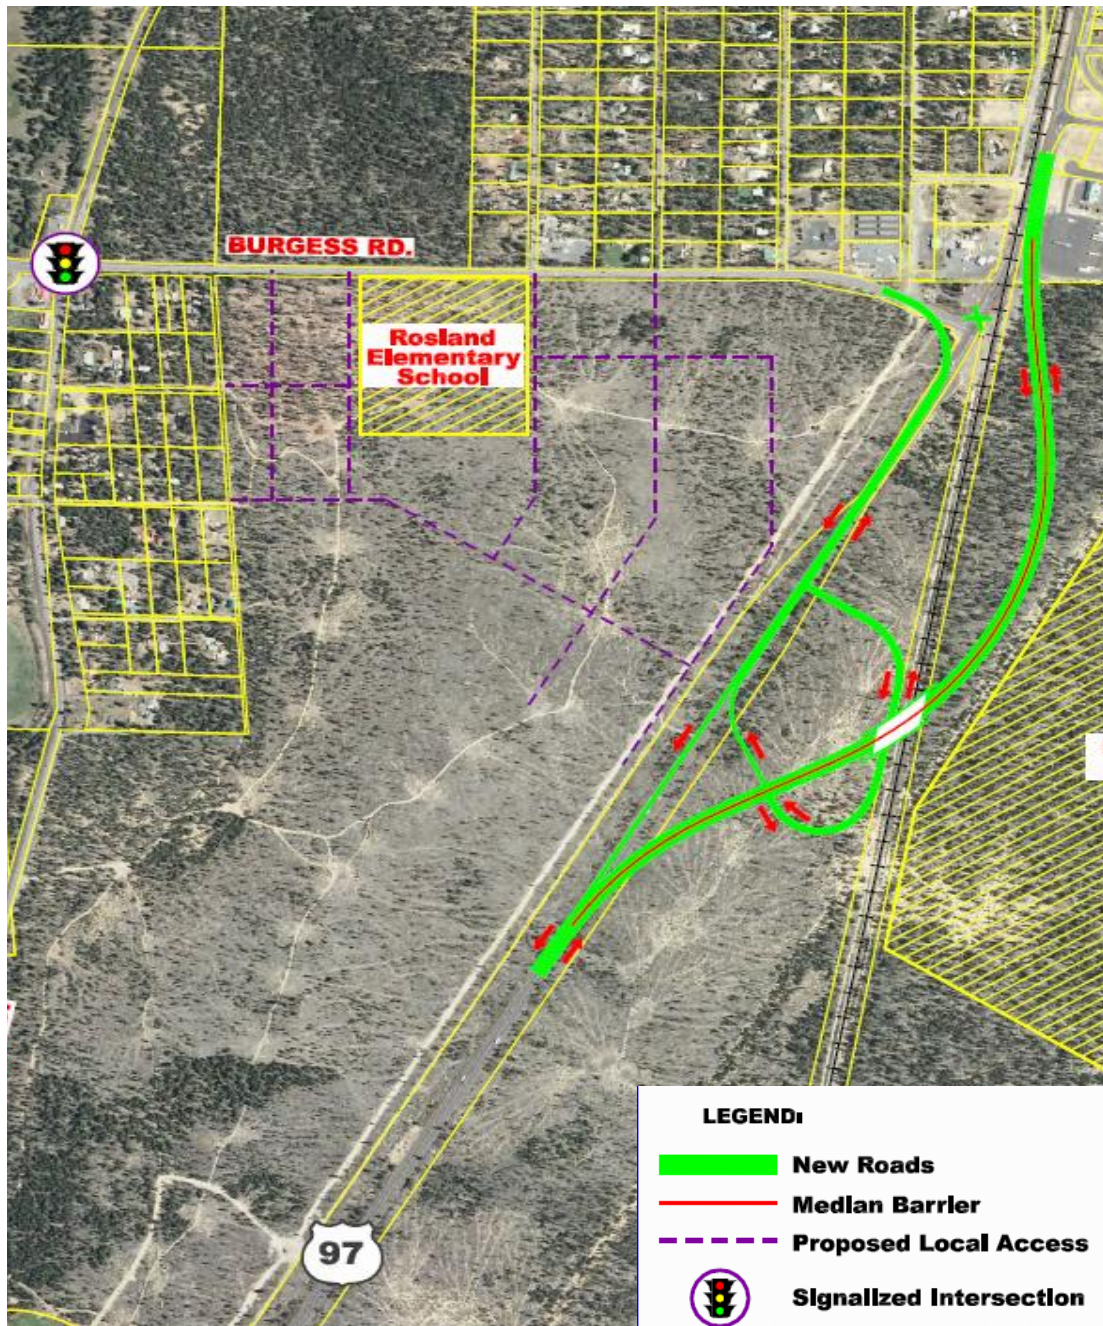 BURGESS RD.
Rosland
Elementary
School
97
LEGEND:
New Roads
Median Barrier
Proposed Local Access
Signalized Intersection